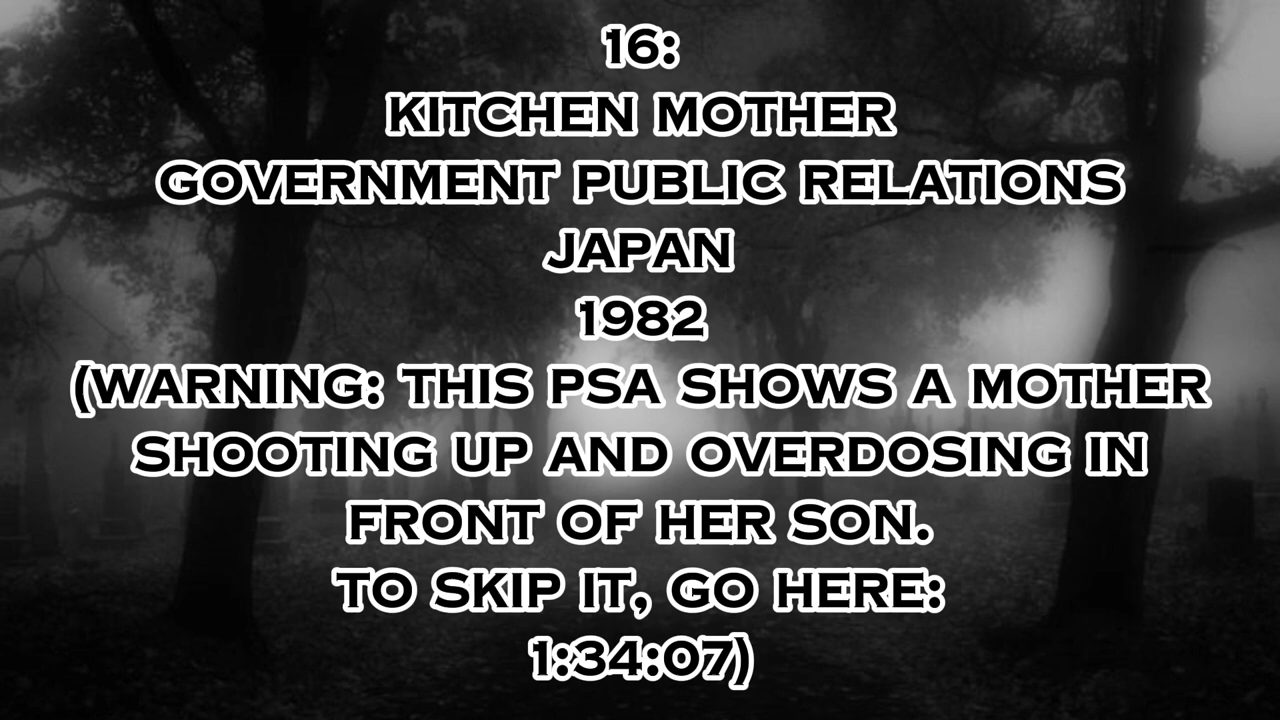 16:
KITCHEN MOTHER
GOVERNMENT PUBLIC RELATIONS
JAPAN
1982
(WARNING: THIS PSA SHOWS A MOTHER
SHOOTING UP AND OVERDOSING IN
FRONT OF HER SON.
TO SKIP IT, GO HERE:
1:34:07)